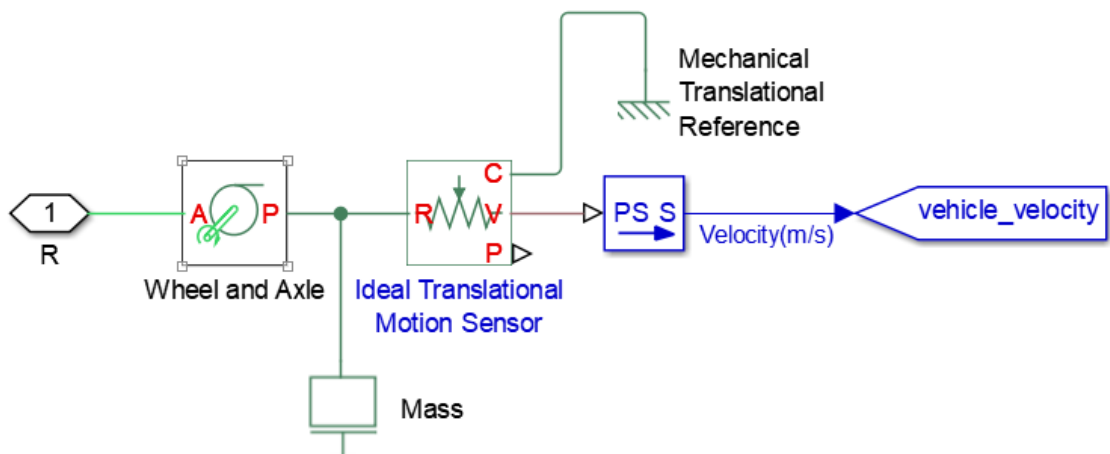 Mechanical
Translational
Reference
1
R
A
P
Wheel and Axle
R
C
V
P
Ideal Translational
Motion Sensor
PS S
Velocity(m/s)
vehicle_velocity
Mass